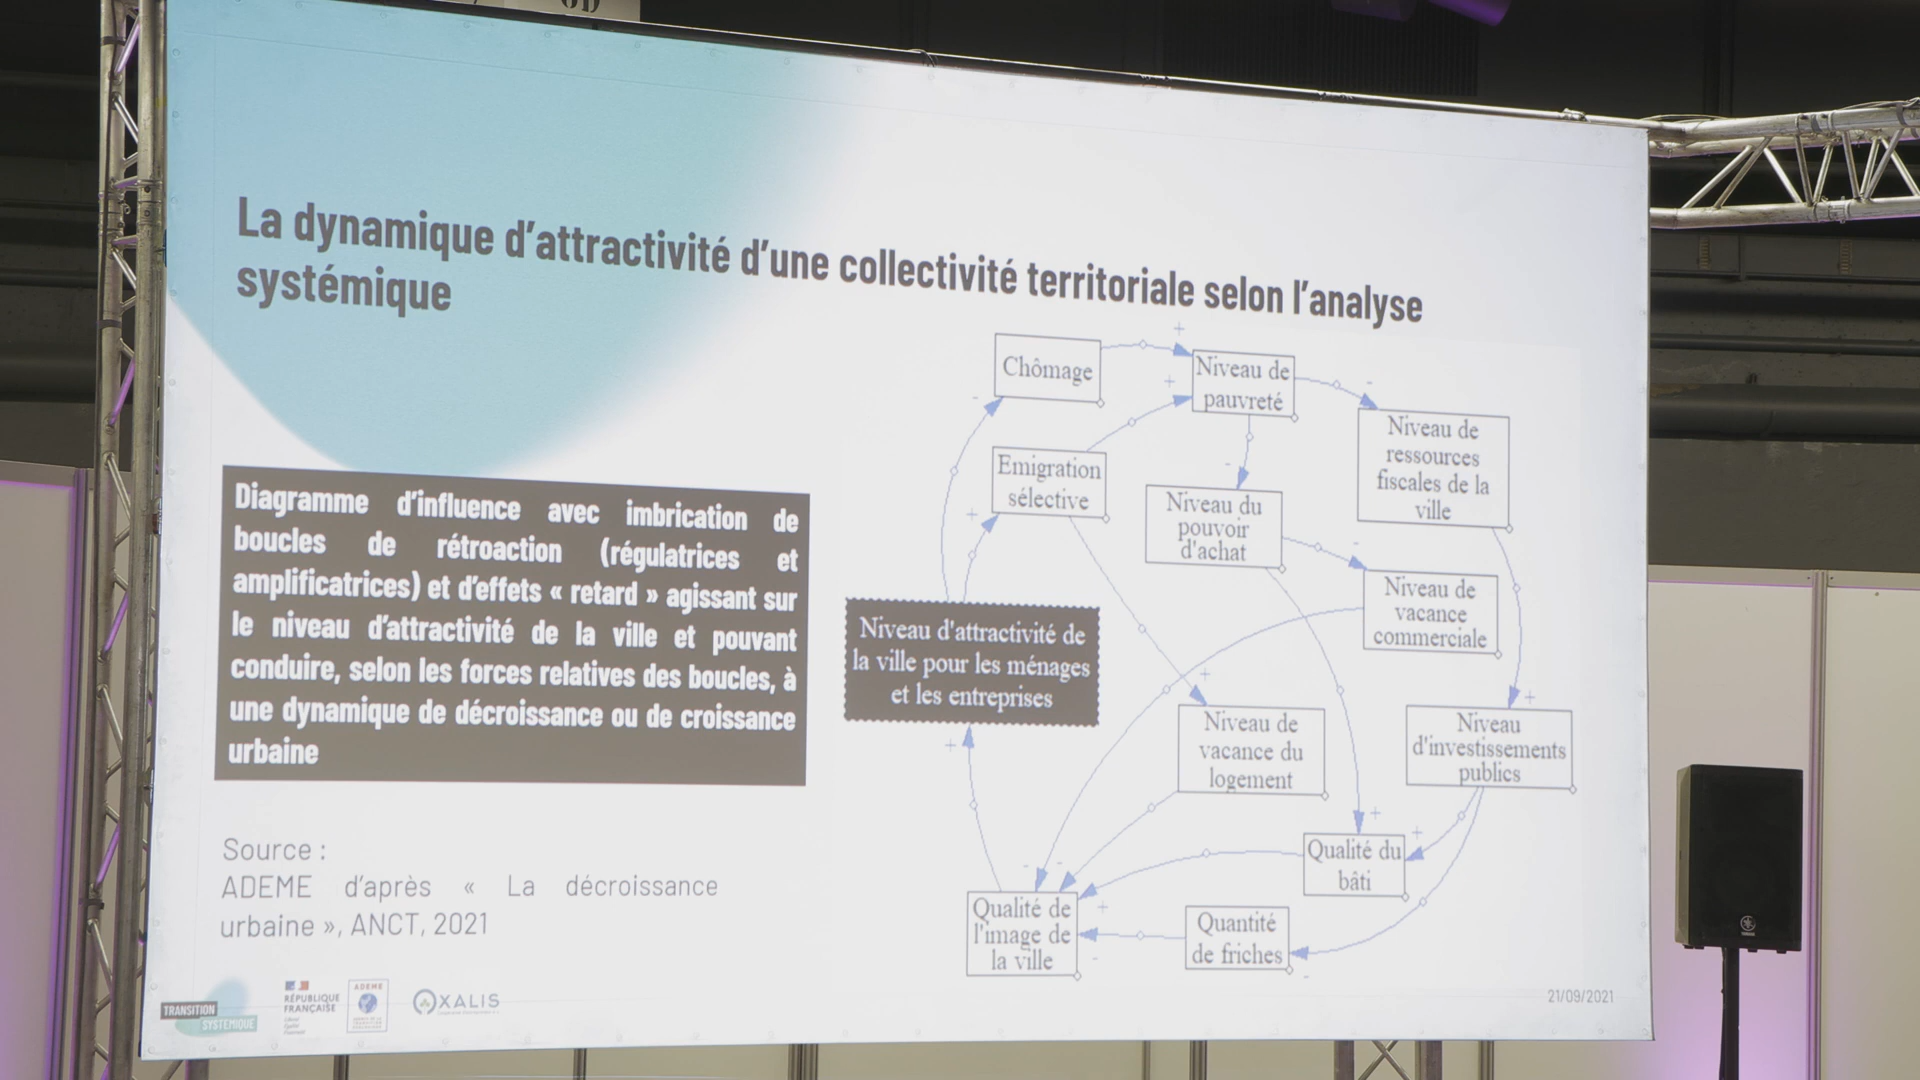 La dynamique d'attractivité d'une collectivité territoriale selon l'analyse
systémique
Diagramme d'influence avec imbrication de
boucles de rétroaction (régulatrices et
amplificatrices) et d'effets « retard » agissant sur
le niveau d'attractivité de la ville et pouvant
conduire, selon les forces relatives des boucles, à
une dynamique de décroissance ou de croissance
urbaine
Source :
ADEME d'après « La décroissance
urbaine », ANCT, 2021
Chômage
Niveau de
pauvreté
Niveau de
ressources
fiscales de la
ville
Emigration
sélective
Niveau du
pouvoir
d'achat
Niveau de
vacance
commerciale
Niveau d'attractivité de
la ville pour les ménages
et les entreprises
Niveau de
vacance du
logement
Niveau
d'investissements
publics
Qualité du
bâti
Qualité de
l'image de
la ville
Quantité
de friches
21/09/2021
TRANSITION
SYSTEMIQUE
RÉPUBLIQUE
FRANÇAISE
ADEME
OXALIS